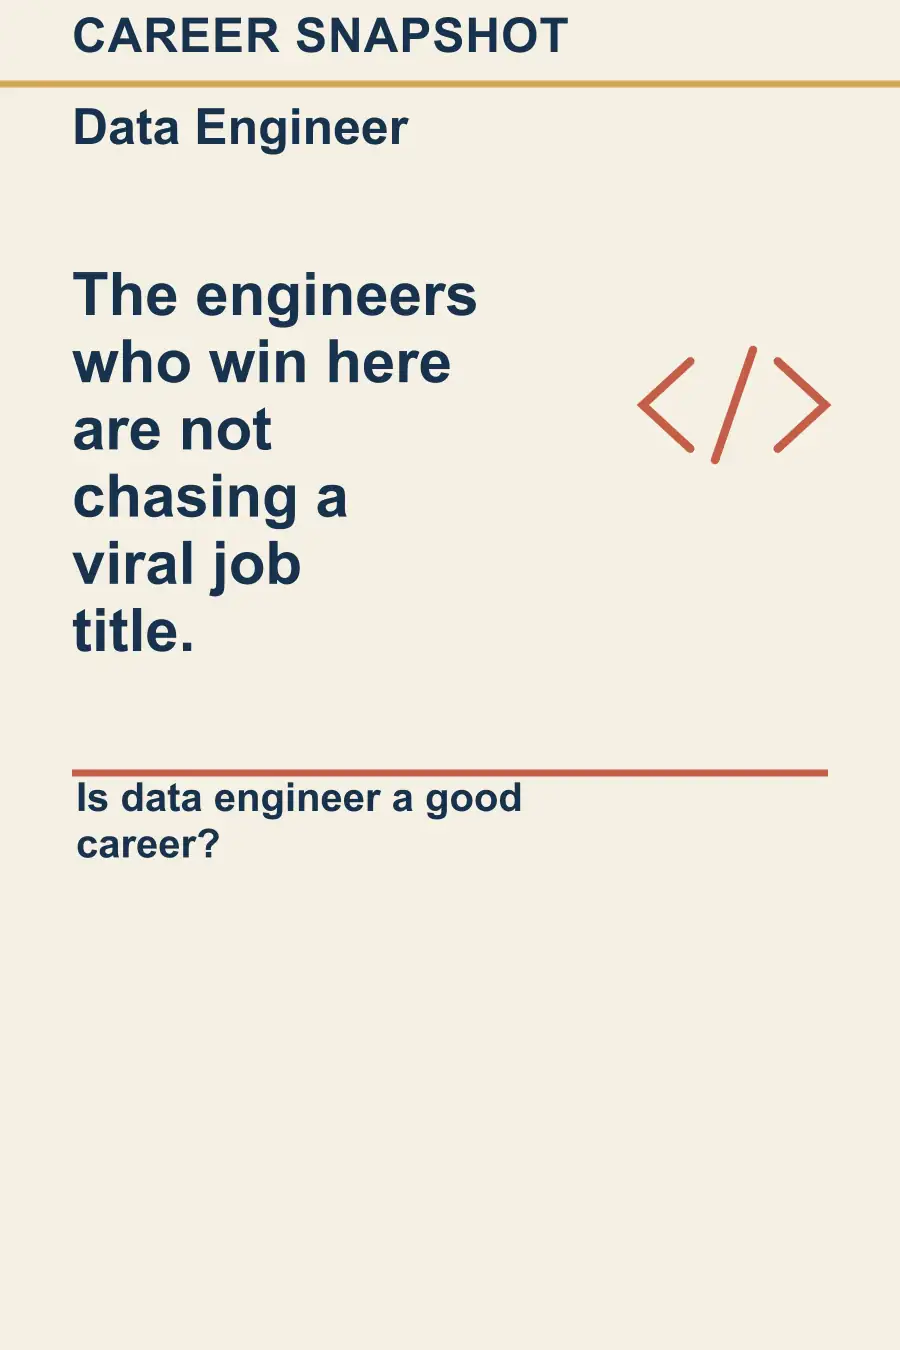 CAREER SNAPSHOT
Data Engineer
The engineers
who win here
are not
chasing a
viral job
title.
</>
Is data engineer a good
career?